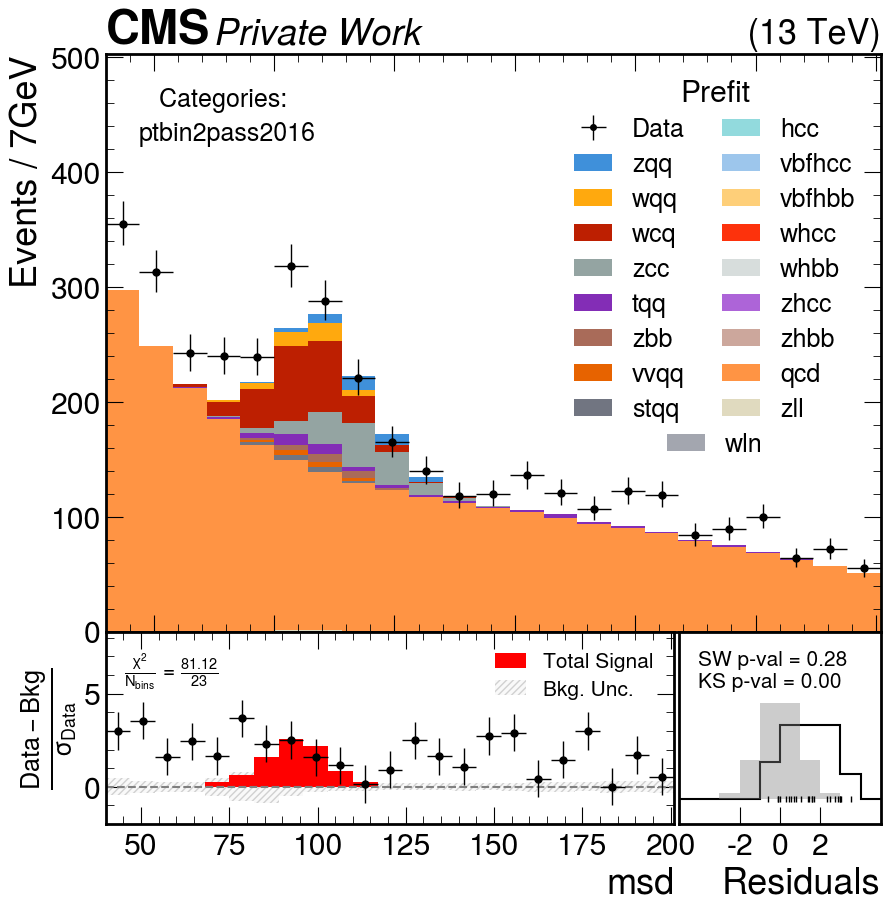 CMS Private Work (13 TeV)
Events / 7GeV
500
400
300
200
100
0
Categories:
ptbin2pass2016
Prefit
Data
zqq
wqq
wcq
zcc
tqq
zbb
vvqq
stqq
hcc
vbfhcc
vbfhbb
whcc
whbb
zhcc
zhbb
qcd
zll
wln
Data – Bkg
σData
5
0
χ²
Nbins
= 81.12
23
Total Signal
Bkg. Unc.
50 75 100 125 150 175 200
msd
SW p-val = 0.28
KS p-val = 0.00
-2 0 2
Residuals